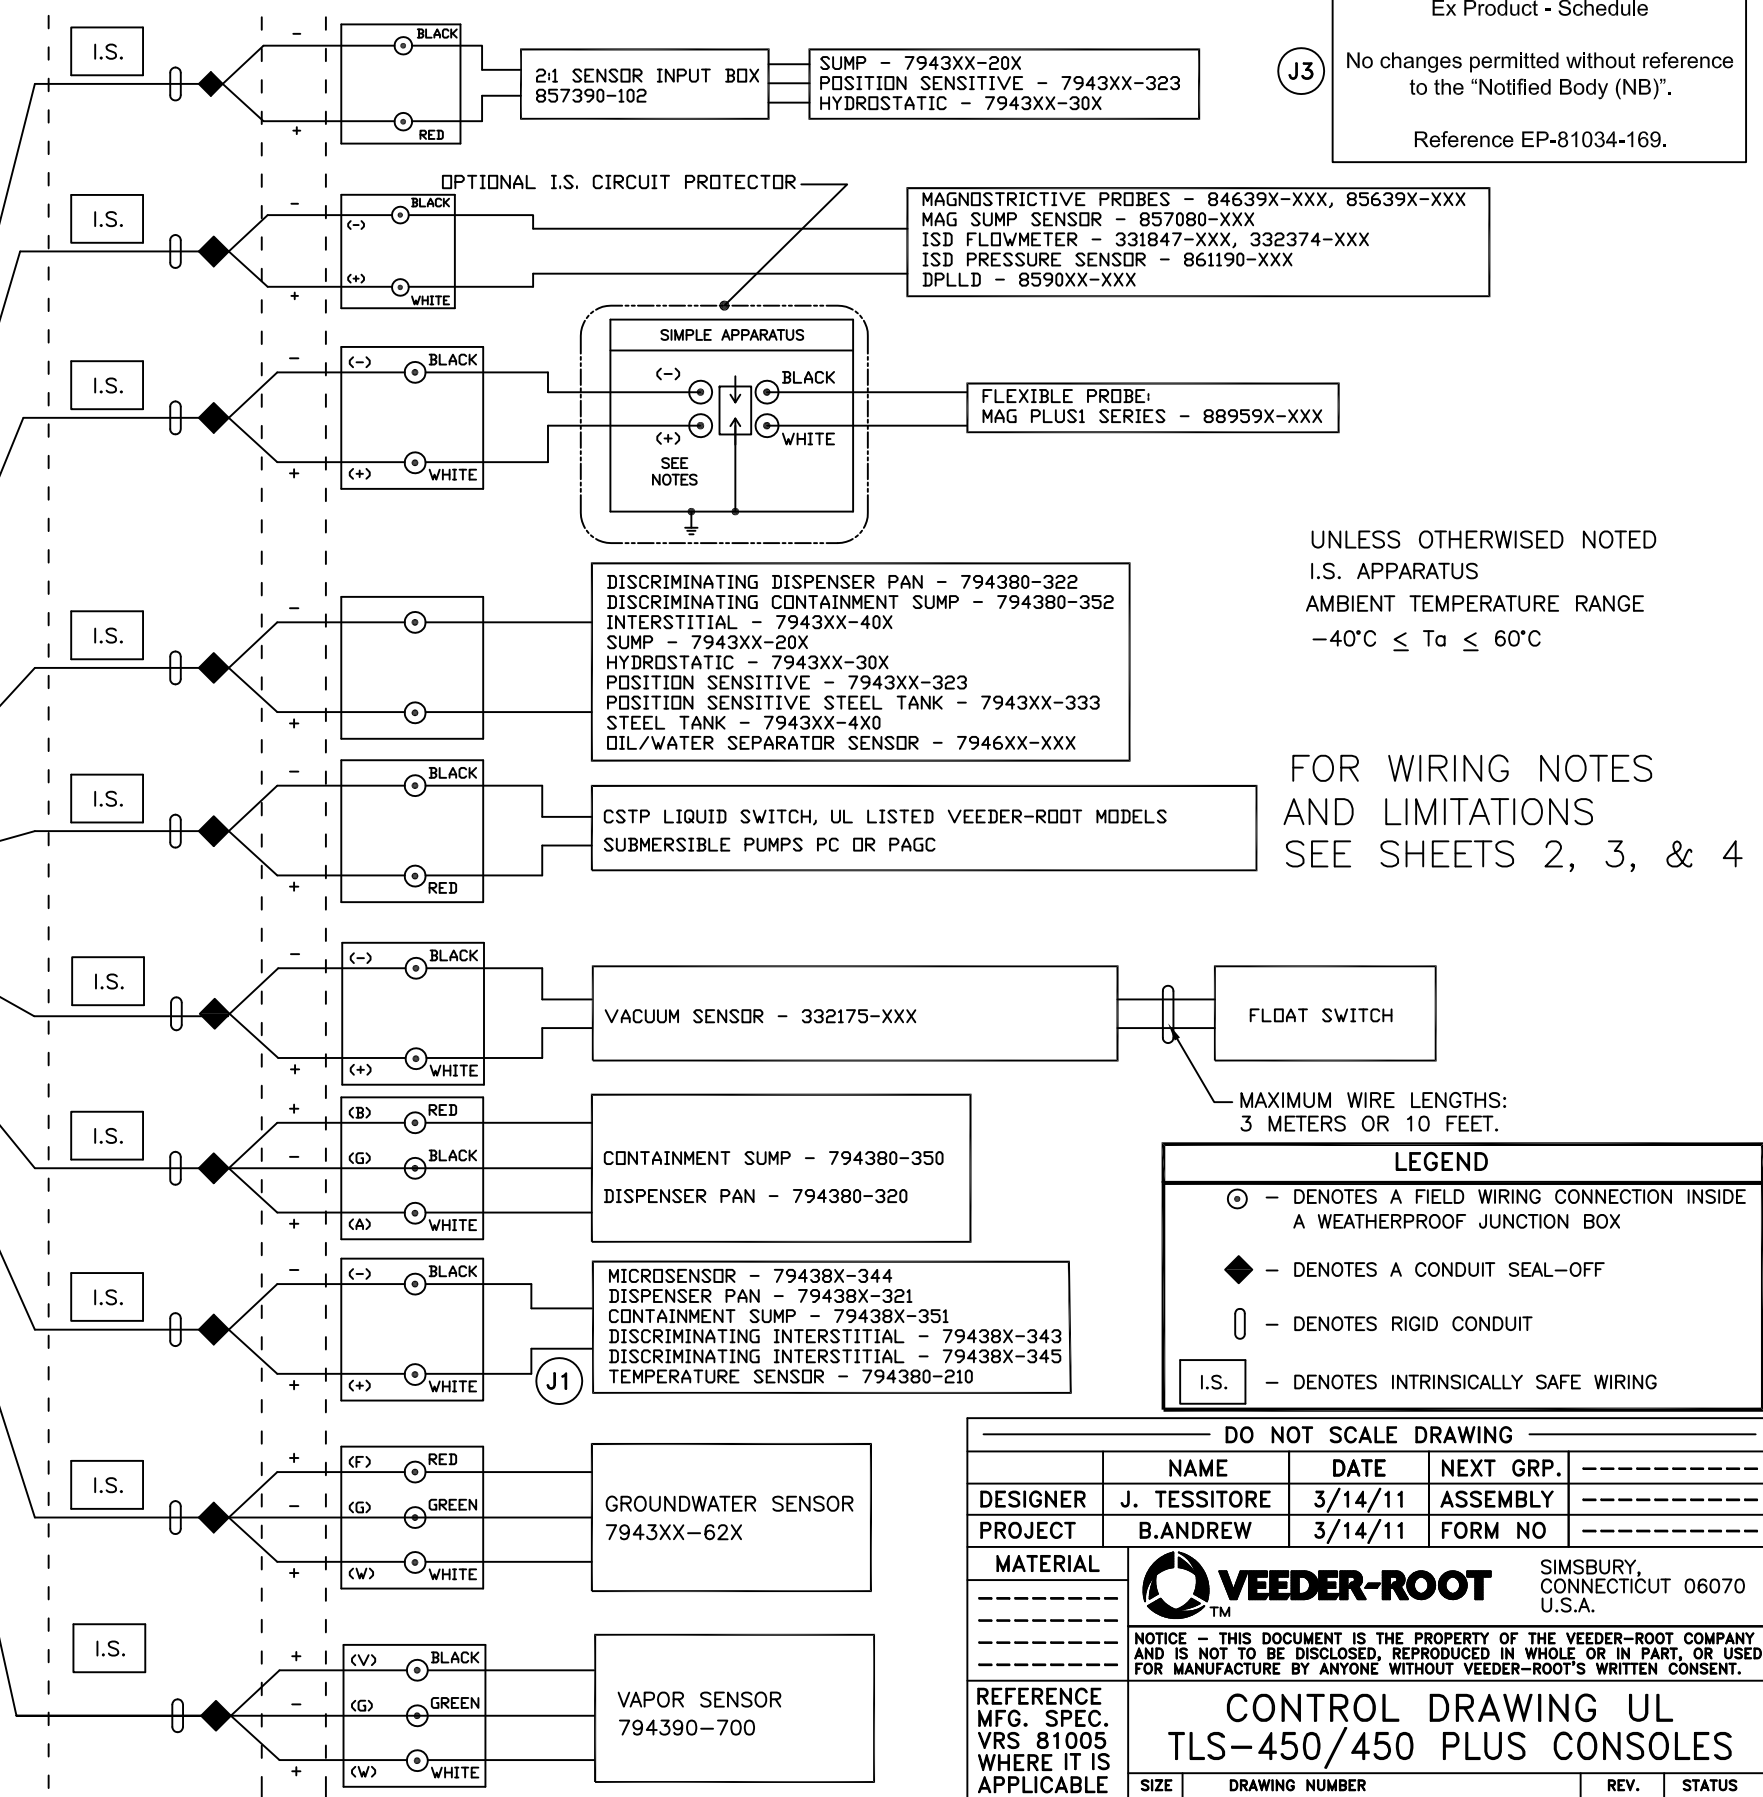 Ex Product - Schedule
No changes permitted without reference
to the “Notified Body (NB)”.
Reference EP-81034-169.
J3
I.S.
-
+
BLACK
RED
2:1 SENSOR INPUT BOX
857390-102
SUMP - 7943XX-20X
POSITION SENSITIVE - 7943XX-323
HYDROSTATIC - 7943XX-30X
OPTIONAL I.S. CIRCUIT PROTECTOR
I.S.
-
+
(-)
(+)
BLACK
WHITE
MAGNOSTRICTIVE PROBES - 84639X-XXX, 85639X-XXX
MAG SUMP SENSOR - 857080-XXX
ISD FLOWMETER - 331847-XXX, 332374-XXX
ISD PRESSURE SENSOR - 861190-XXX
DPLLD - 8590XX-XXX
I.S.
-
+
(-)
(+)
BLACK
WHITE
SIMPLE APPARATUS
(-)
(+)
SEE
NOTES
BLACK
WHITE
FLEXIBLE PROBE:
MAG PLUS1 SERIES - 88959X-XXX
UNLESS OTHERWISED NOTED
I.S. APPARATUS
AMBIENT TEMPERATURE RANGE
-40°C ≤ Ta ≤ 60°C
I.S.
-
+
DISCRIMINATING DISPENSER PAN - 794380-322
DISCRIMINATING CONTAINMENT SUMP - 794380-352
INTERSTITIAL - 7943XX-40X
SUMP - 7943XX-20X
HYDROSTATIC - 7943XX-30X
POSITION SENSITIVE - 7943XX-323
POSITION SENSITIVE STEEL TANK - 7943XX-333
STEEL TANK - 7943XX-4X0
OIL/WATER SEPARATOR SENSOR - 7946XX-XXX
FOR WIRING NOTES
AND LIMITATIONS
SEE SHEETS 2, 3, & 4
I.S.
-
+
BLACK
RED
CSTP LIQUID SWITCH, UL LISTED VEEDER-ROOT MODELS
SUBMERSIBLE PUMPS PC OR PAGC
I.S.
-
+
(-)
(+)
BLACK
WHITE
VACUUM SENSOR - 332175-XXX
FLOAT SWITCH
MAXIMUM WIRE LENGTHS:
3 METERS OR 10 FEET.
I.S.
+
-
+
(B)
(G)
(A)
RED
BLACK
WHITE
CONTAINMENT SUMP - 794380-350
DISPENSER PAN - 794380-320
LEGEND
- DENOTES A FIELD WIRING CONNECTION INSIDE
A WEATHERPROOF JUNCTION BOX
- DENOTES A CONDUIT SEAL-OFF
- DENOTES RIGID CONDUIT
I.S. - DENOTES INTRINSICALLY SAFE WIRING
I.S.
-
+
(-)
(+)
BLACK
WHITE
J1
MICROSENSOR - 79438X-344
DISPENSER PAN - 79438X-321
CONTAINMENT SUMP - 79438X-351
DISCRIMINATING INTERSTITIAL - 79438X-343
DISCRIMINATING INTERSTITIAL - 79438X-345
TEMPERATURE SENSOR - 794380-210
I.S.
+
-
+
(F)
(G)
(W)
RED
GREEN
WHITE
GROUNDWATER SENSOR
7943XX-62X
I.S.
+
-
+
(V)
(G)
(W)
BLACK
GREEN
WHITE
VAPOR SENSOR
794390-700
DO NOT SCALE DRAWING
NAME DATE NEXT GRP. ----------
DESIGNER J. TESSITORE 3/14/11 ASSEMBLY ----------
PROJECT B.ANDREW 3/14/11 FORM NO ----------
MATERIAL
VEEDER-ROOT
TM
SIMSBURY,
CONNECTICUT 06070
U.S.A.
NOTICE - THIS DOCUMENT IS THE PROPERTY OF THE VEEDER-ROOT COMPANY
AND IS NOT TO BE DISCLOSED, REPRODUCED IN WHOLE OR IN PART, OR USED
FOR MANUFACTURE BY ANYONE WITHOUT VEEDER-ROOT'S WRITTEN CONSENT.
REFERENCE
MFG. SPEC.
VRS 81005
WHERE IT IS
APPLICABLE
CONTROL DRAWING UL
TLS-450/450 PLUS CONSOLES
SIZE DRAWING NUMBER REV. STATUS